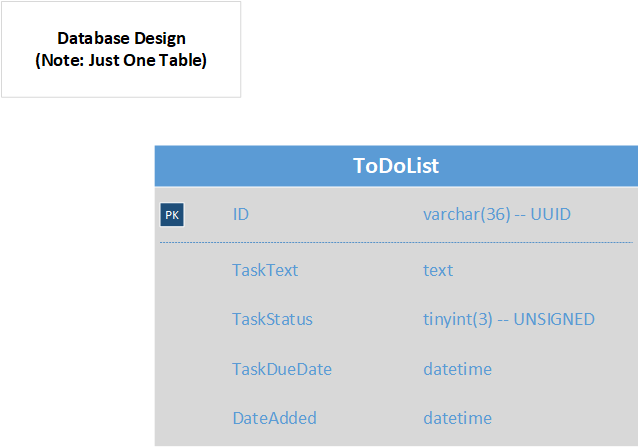 Database Design
(Note: Just One Table)
ToDoList
PK ID varchar(36) -- UUID
TaskText text
TaskStatus tinyint(3) -- UNSIGNED
TaskDueDate datetime
DateAdded datetime